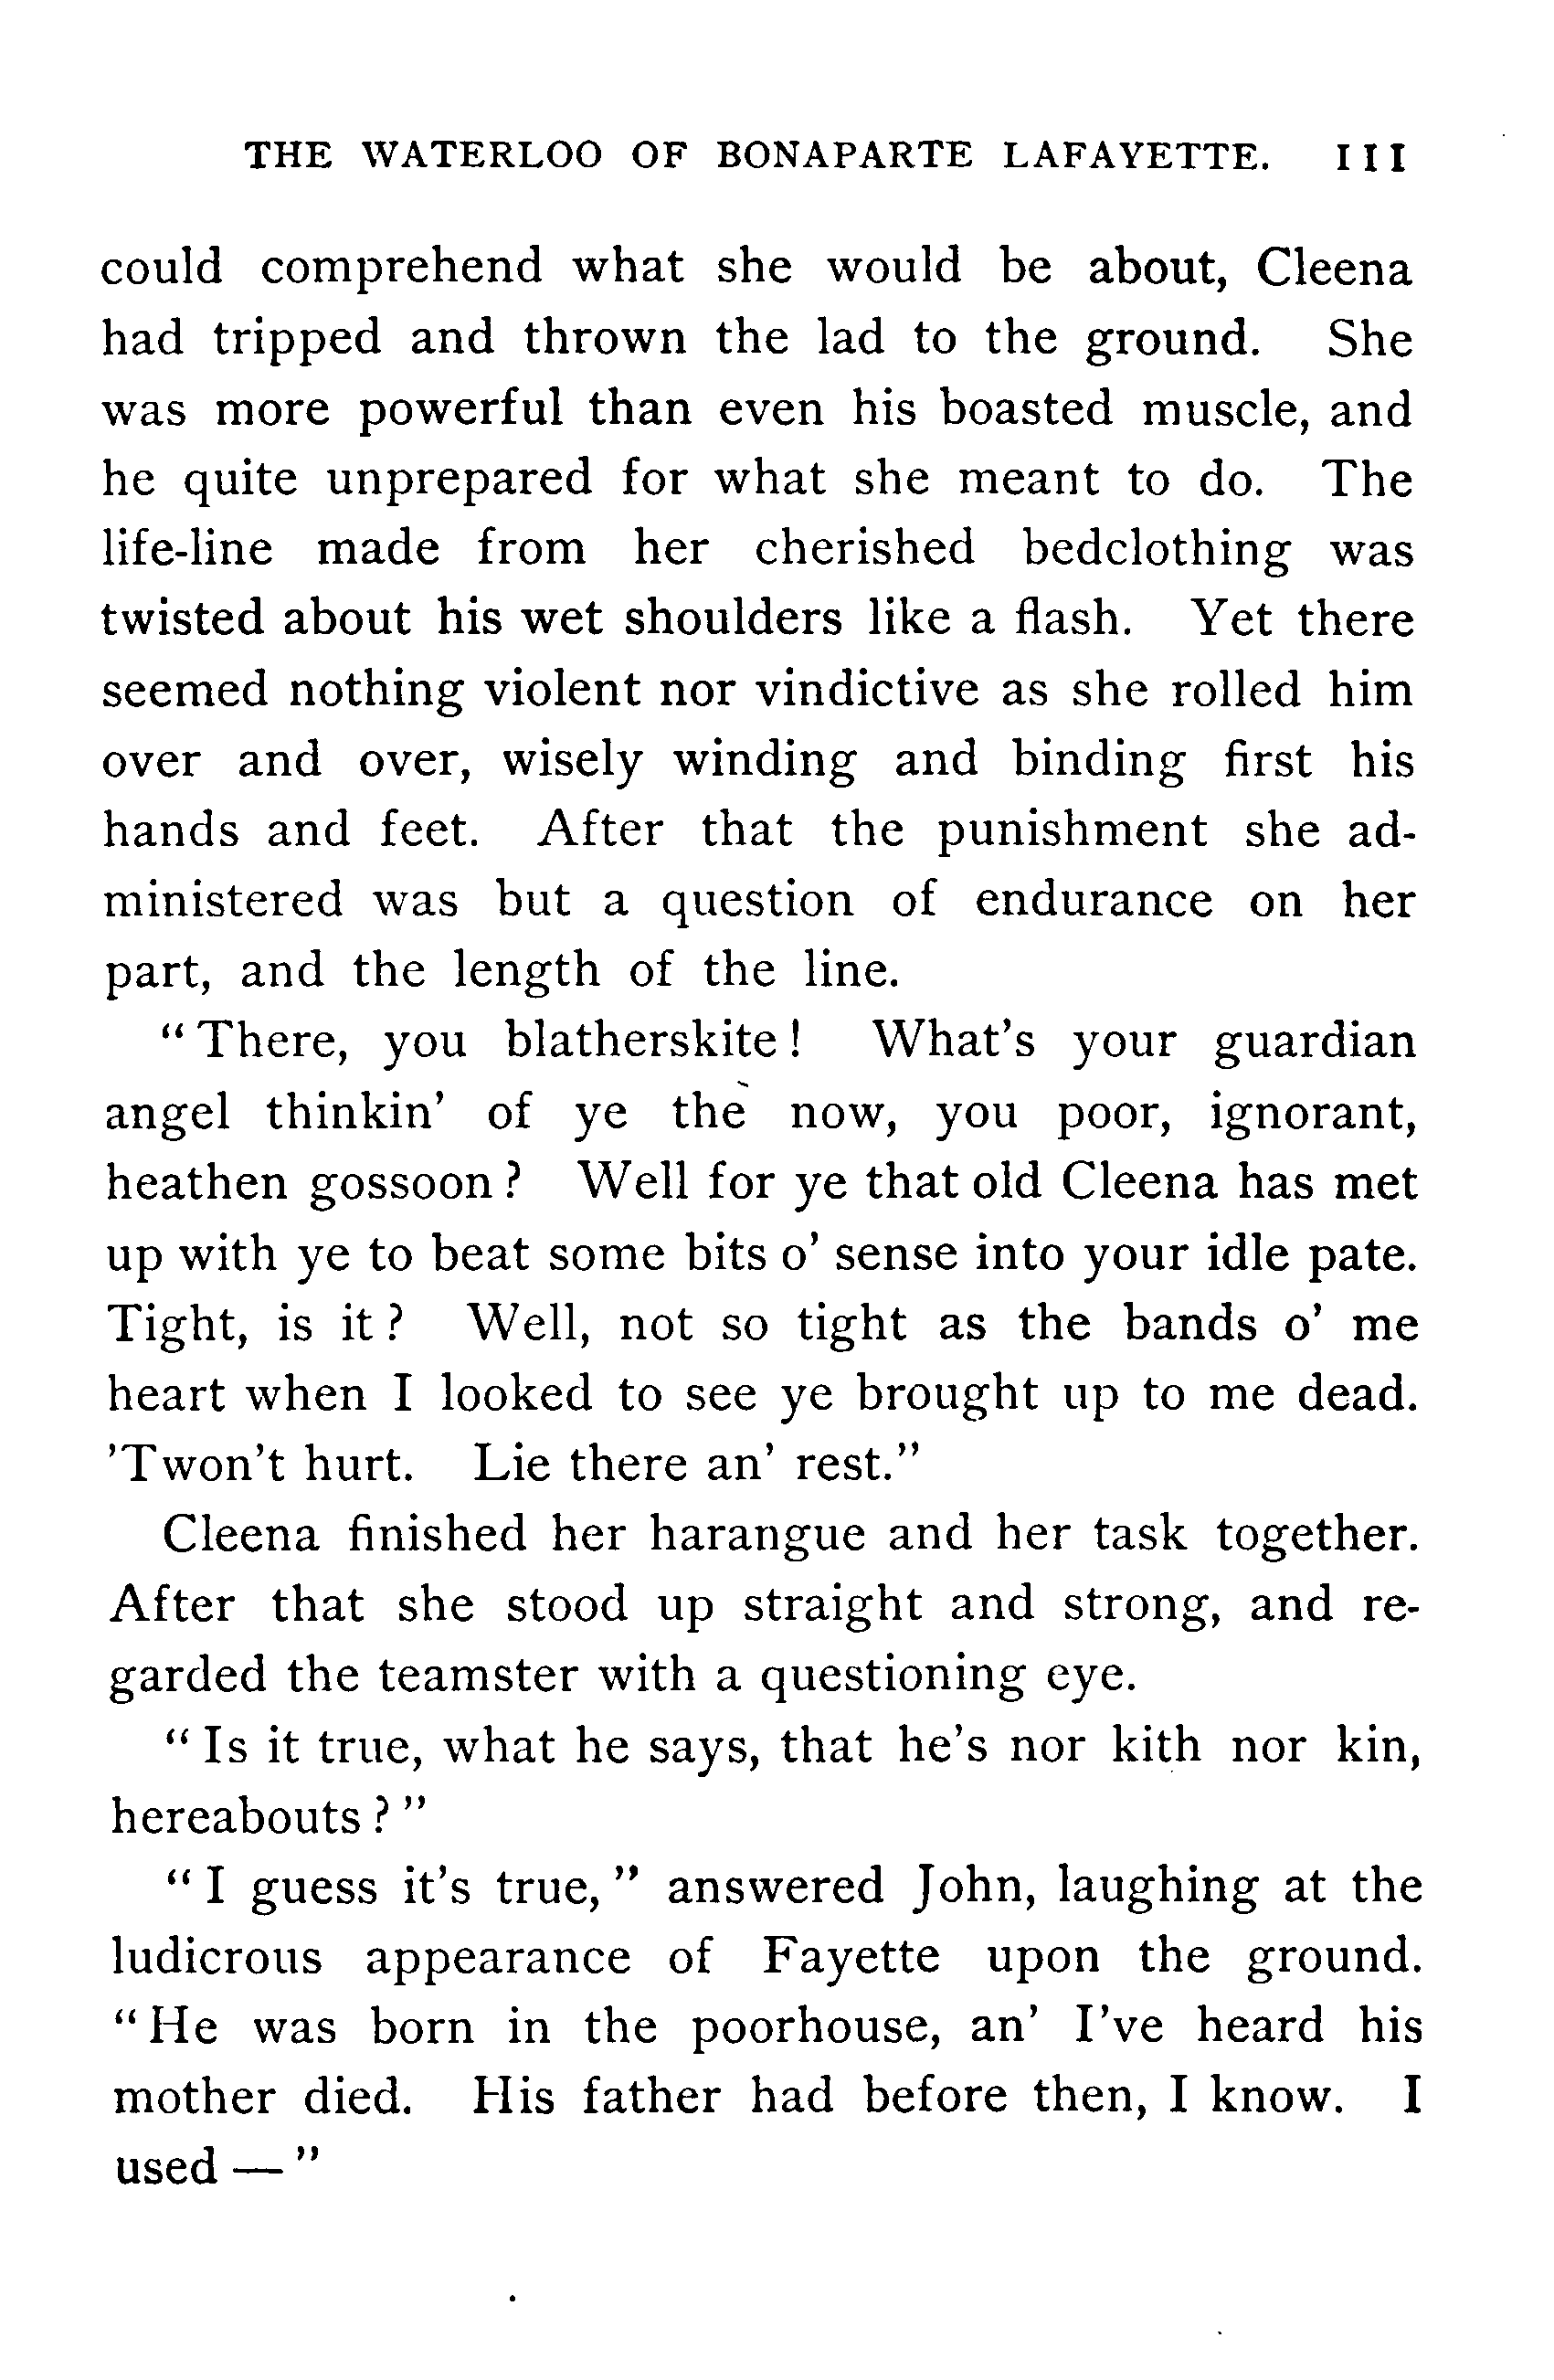 THE WATERLOO OF BONAPARTE LAFAYETTE. 111
could comprehend what she would be about, Cleena
had tripped and thrown the lad to the ground. She
was more powerful than even his boasted muscle, and
he quite unprepared for what she meant to do. The
life-line made from her cherished bedclothing was
twisted about his wet shoulders like a flash. Yet there
seemed nothing violent nor vindictive as she rolled him
over and over, wisely winding and binding first his
hands and feet. After that the punishment she ad-
ministered was but a question of endurance on her
part, and the length of the line.
“There, you blatherskite! What’s your guardian
angel thinkin’ of ye the now, you poor, ignorant,
heathen gossoon? Well for ye that old Cleena has met
up with ye to beat some bits o’ sense into your idle pate.
Tight, is it? Well, not so tight as the bands o’ me
heart when I looked to see ye brought up to me dead.
’Twon’t hurt. Lie there an’ rest.”
Cleena finished her harangue and her task together.
After that she stood up straight and strong, and re-
garded the teamster with a questioning eye.
“Is it true, what he says, that he’s nor kith nor kin,
hereabouts?”
“I guess it’s true,” answered John, laughing at the
ludicrous appearance of Fayette upon the ground.
“He was born in the poorhouse, an’ I’ve heard his
mother died. His father had before then, I know. I
used —”